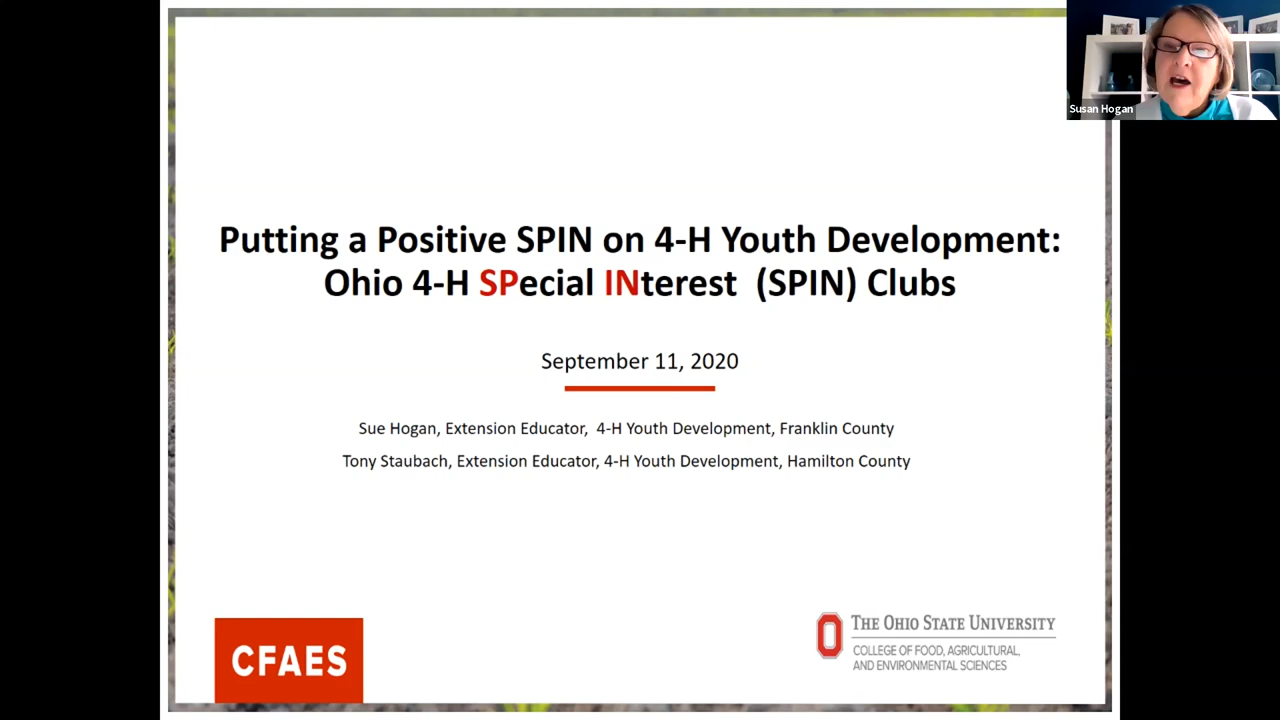 Susan Hogan
Putting a Positive SPIN on 4-H Youth Development:
Ohio 4-H SPecial INterest (SPIN) Clubs
September 11, 2020
Sue Hogan, Extension Educator, 4-H Youth Development, Franklin County
Tony Staubach, Extension Educator, 4-H Youth Development, Hamilton County
CFAES
THE OHIO STATE UNIVERSITY
COLLEGE OF FOOD, AGRICULTURAL,
AND ENVIRONMENTAL SCIENCES